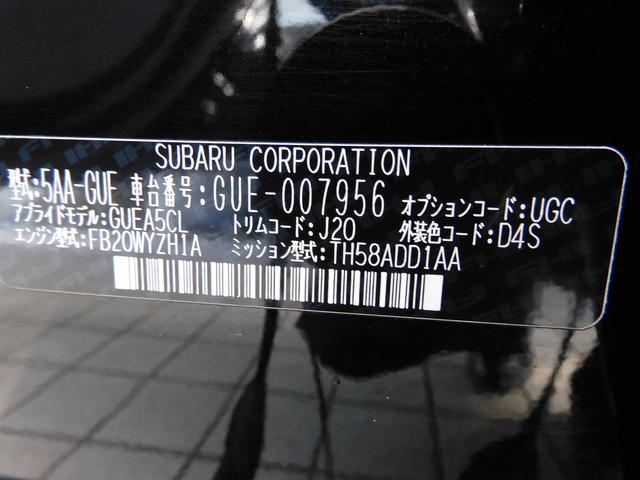 SUBARU CORPORATION
型式:5AA-GUE 車台番号:GUE-007956 オプションコード:UGC
アプライドモデル:GUEA5CL トリムコード:J20 外装色コード:D4S
エンジン型式:FB20WYZH1A ミッション型式:TH58ADD1AA